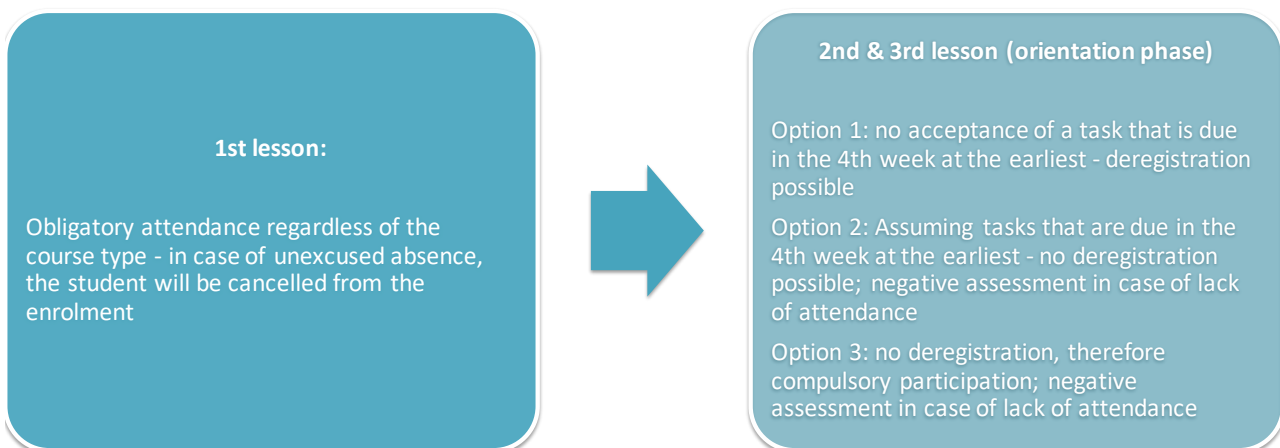 1st lesson:
Obligatory attendance regardless of the
course type - in case of unexcused absence,
the student will be cancelled from the
enrolment
2nd & 3rd lesson (orientation phase)
Option 1: no acceptance of a task that is due
in the 4th week at the earliest - deregistration
possible
Option 2: Assuming tasks that are due in the
4th week at the earliest - no deregistration
possible; negative assessment in case of lack
of attendance
Option 3: no deregistration, therefore
compulsory participation; negative
assessment in case of lack of attendance